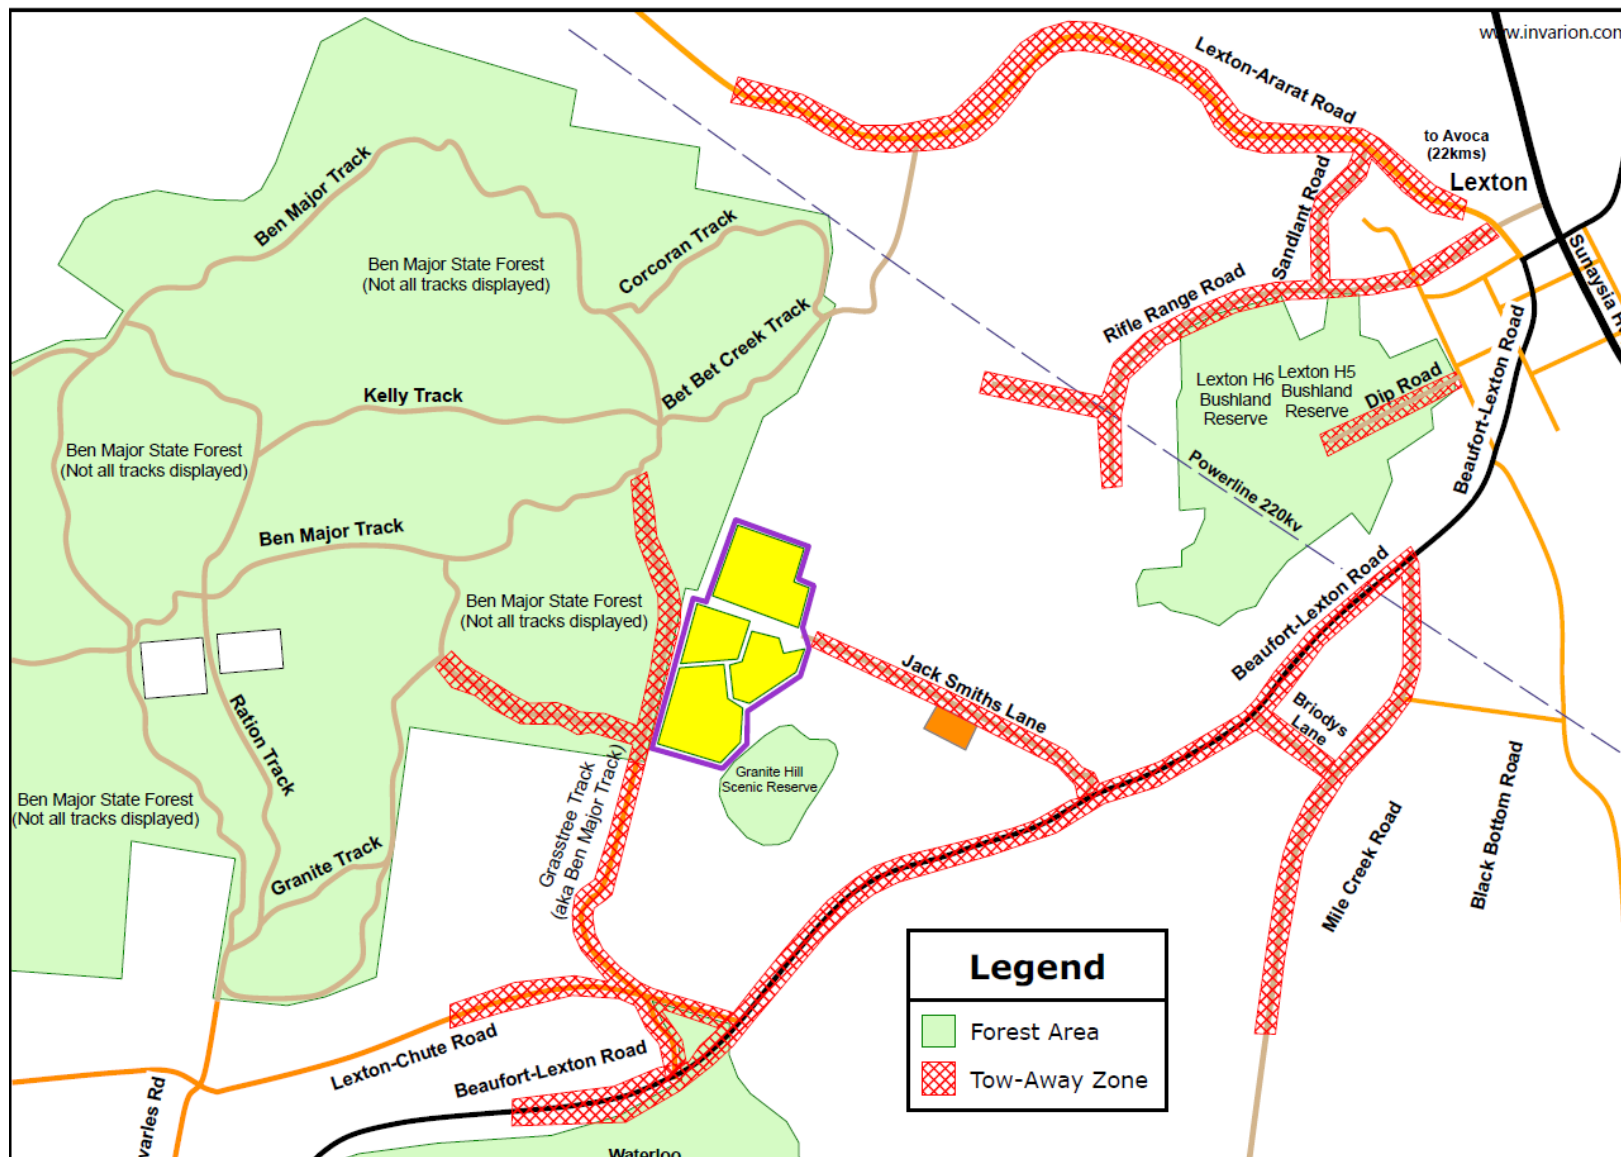 www.invarion.com
Lexton-Ararat Road
to Avoca
(22kms)
Lexton
Ben Major Track
Sandlant Road
Corcoran Track
Sunaysia H
Ben Major State Forest
(Not all tracks displayed)
Rifle Range Road
Bet Bet Creek Track
Beaufort-Lexton Road
Kelly Track
Lexton H6
Bushland
Reserve
Lexton H5
Bushland
Reserve
Dip Road
Ben Major State Forest
(Not all tracks displayed)
Powerline 220kv
Ben Major Track
Ben Major State Forest
(Not all tracks displayed)
Beaufort-Lexton Road
Jack Smiths Lane
Briodys
Lane
Ration Track
Granite Hill
Scenic Reserve
Grasstree Track
(aka Ben Major Track)
Ben Major State Forest
(Not all tracks displayed)
Black Bottom Road
Mile Creek Road
Granite Track
Legend
Forest Area
Tow-Away Zone
Lexton-Chute Road
Beaufort-Lexton Road
varles Rd
Waterloo